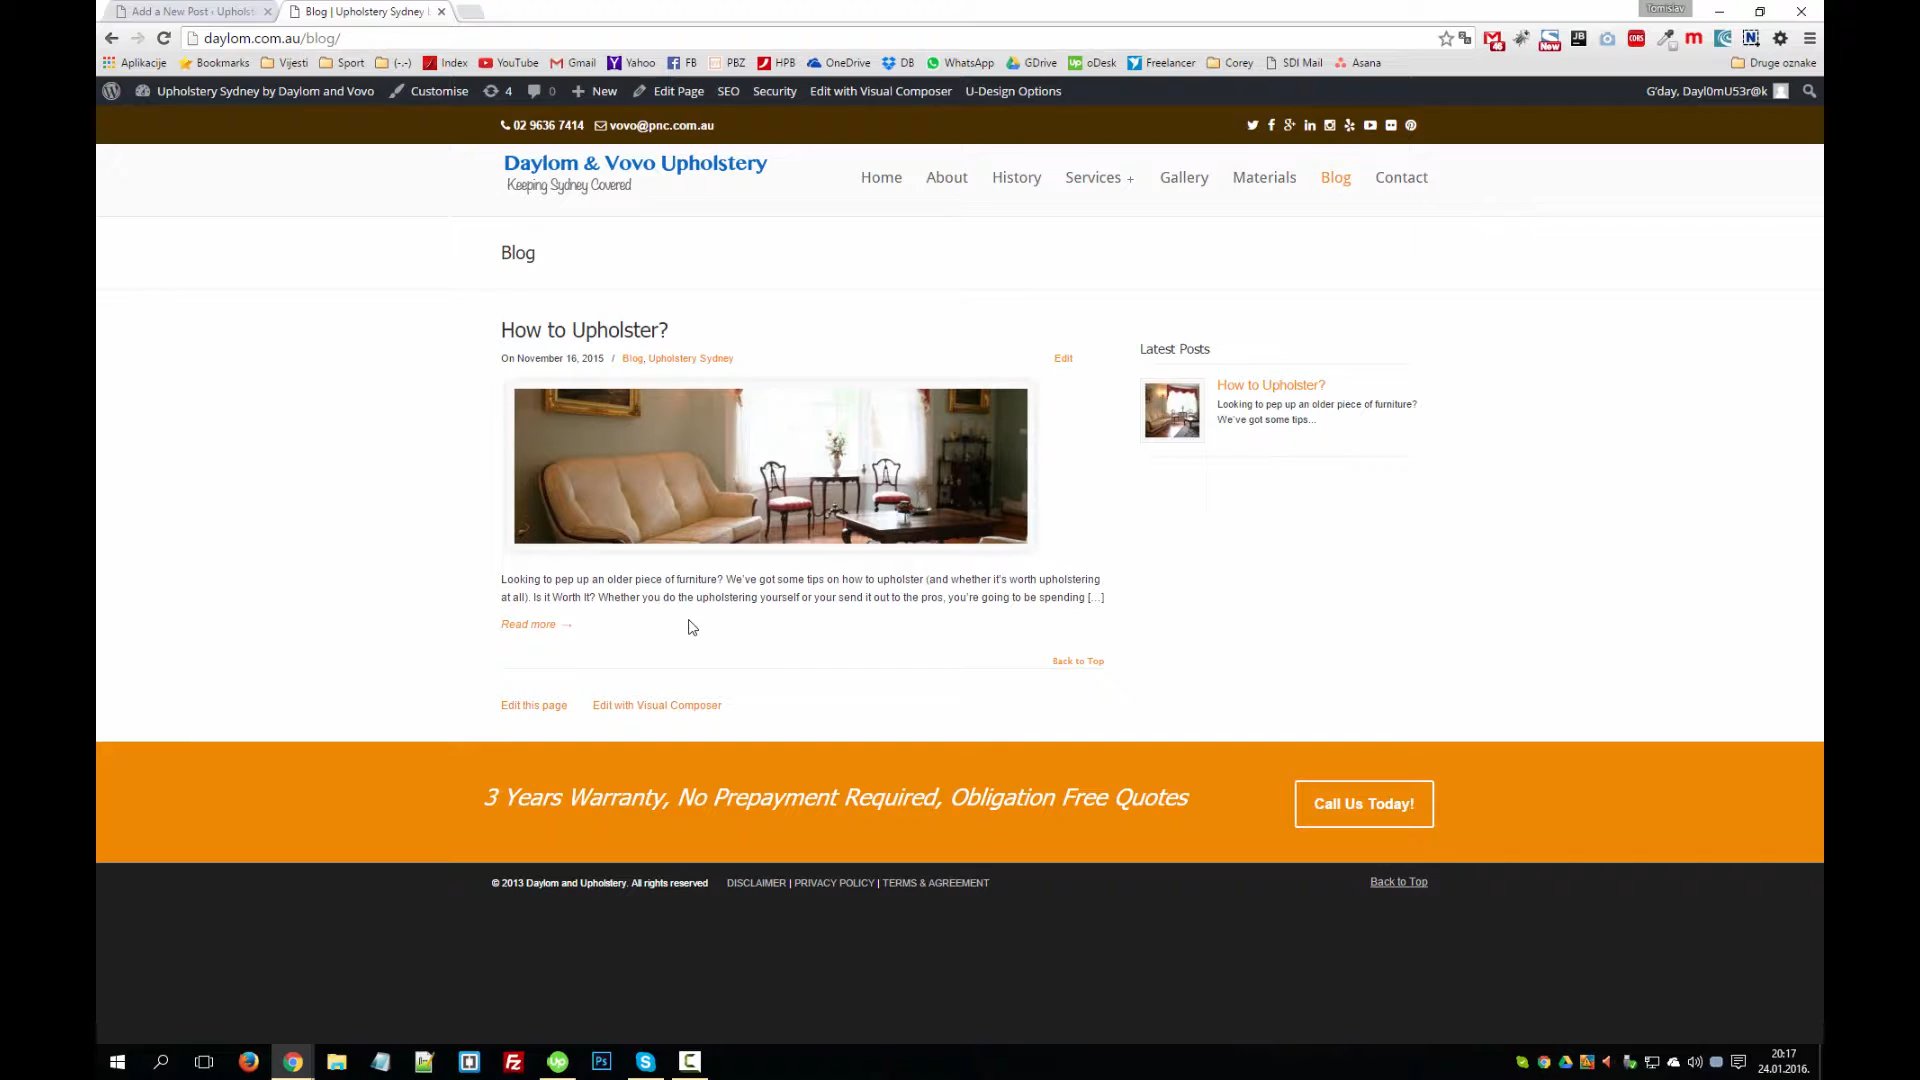 Add a New Post ‹ Upholst
Blog | Upholstery Sydney
Tomislav
daylom.com.au/blog/
46
New
JB
CORS
Aplikacije
Bookmarks
Vijesti
Sport
(-.-)
Index
YouTube
Gmail
Yahoo
FB
PBZ
HPB
OneDrive
DB
WhatsApp
GDrive
oDesk
Freelancer
Corey
SDI Mail
Asana
Druge oznake
Upholstery Sydney by Daylom and Vovo
Customise
4
0
New
Edit Page
SEO
Security
Edit with Visual Composer
U-Design Options
G'day, Dayl0mU53r@k
02 9636 7414
vovo@pnc.com.au
Daylom & Vovo Upholstery
Keeping Sydney Covered
Home
About
History
Services +
Gallery
Materials
Blog
Contact
Blog
How to Upholster?
On November 16, 2015 / Blog, Upholstery Sydney
Edit
Looking to pep up an older piece of furniture? We've got some tips on how to upholster (and whether it's worth upholstering
at all). Is it Worth It? Whether you do the upholstering yourself or your send it out to the pros, you're going to be spending [...]
Read more →
Back to Top
Edit this page
Edit with Visual Composer
Latest Posts
How to Upholster?
Looking to pep up an older piece of furniture?
We've got some tips...
3 Years Warranty, No Prepayment Required, Obligation Free Quotes
Call Us Today!
© 2013 Daylom and Upholstery. All rights reserved
DISCLAIMER | PRIVACY POLICY | TERMS & AGREEMENT
Back to Top
20:17
24.01.2016.